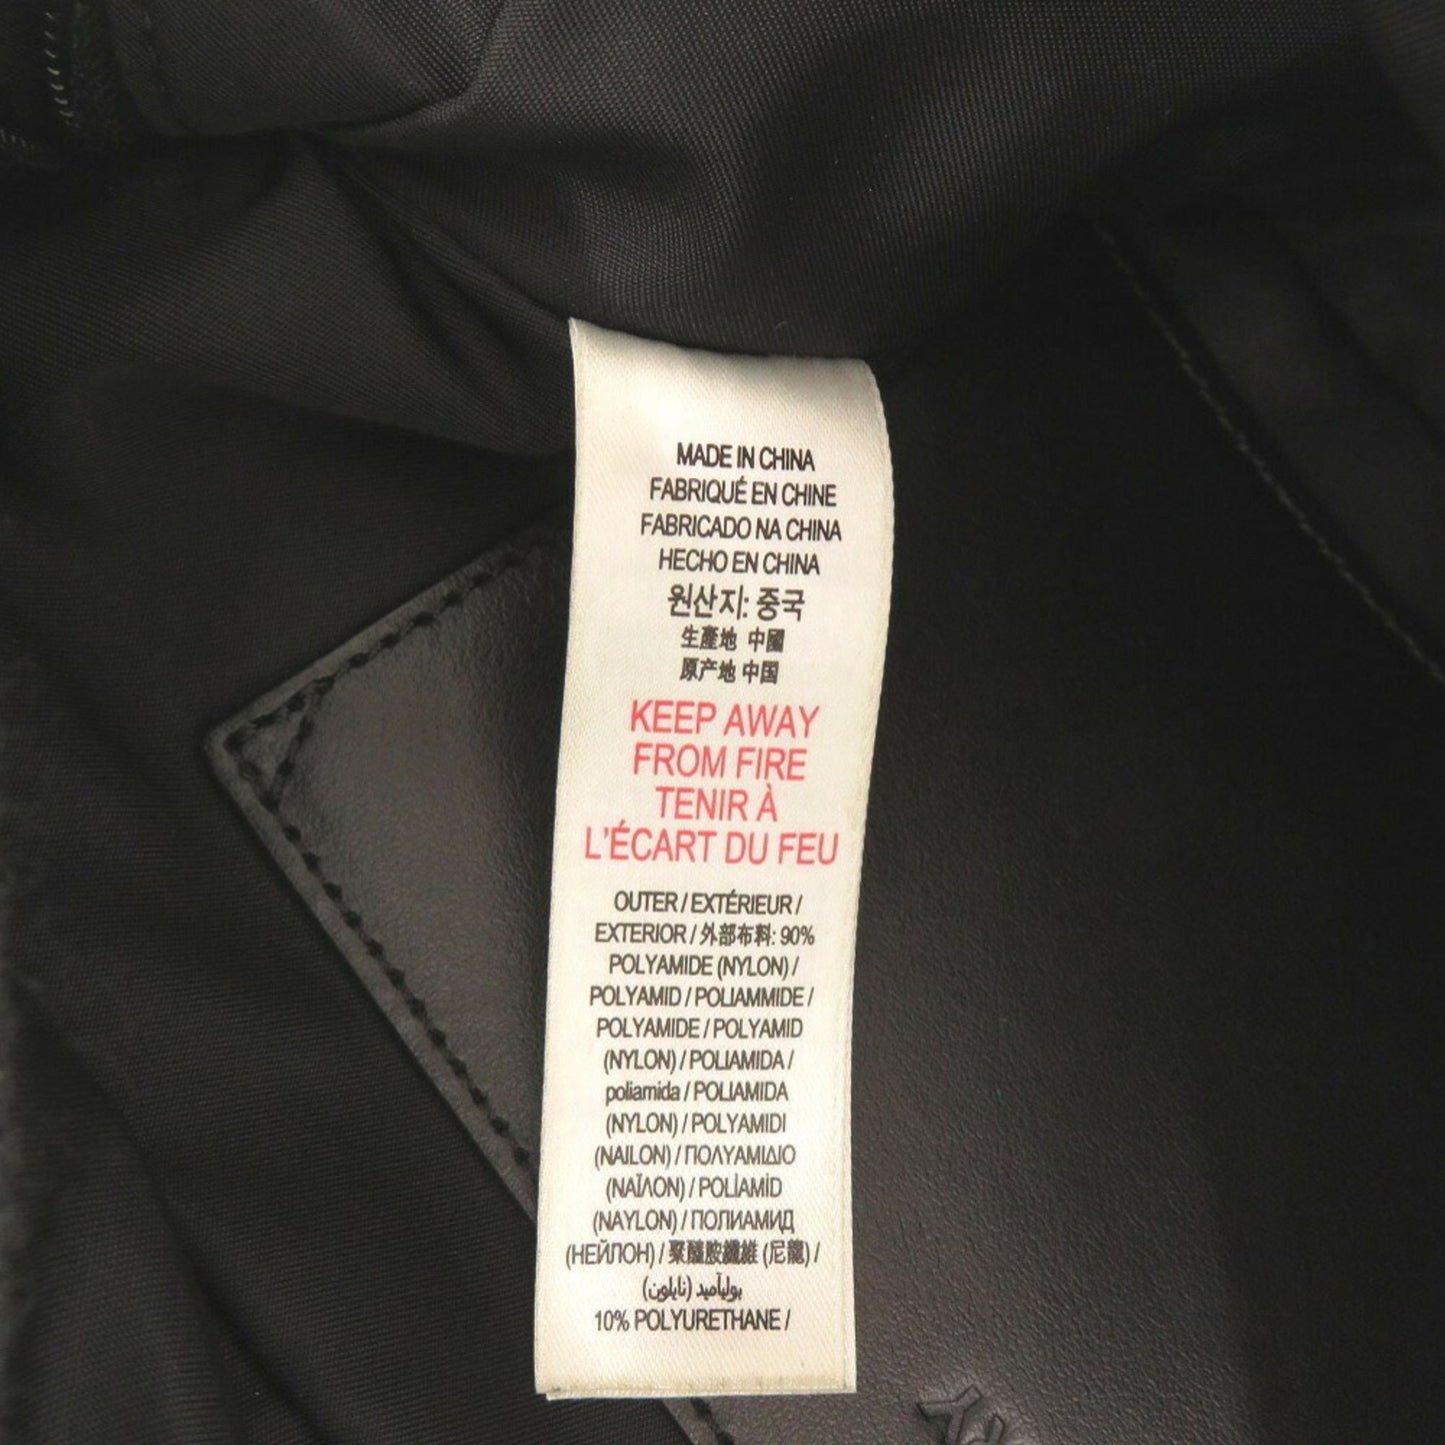 MADE IN CHINA
FABRIQUÉ EN CHINE
FABRICADO NA CHINA
HECHO EN CHINA
원산지: 중국
生產地 中國
原产地 中国
KEEP AWAY
FROM FIRE
TENIR À
L'ÉCART DU FEU
OUTER / EXTÉRIEUR /
EXTERIOR / 外部布料: 90%
POLYAMIDE (NYLON) /
POLYAMID / POLIAMMIDE /
POLYAMIDE / POLYAMID
(NYLON) / POLIAMIDA /
poliamida / POLIAMIDA
(NYLON) / POLYAMIDI
(NAILON) / ΠΟΛΥΑΜΙΔΙΟ
(ΝΑΪΛΟΝ) / POLİAMİD
(NAYLON) / ПОЛИАМИД
(НЕЙЛОН) / 聚醯胺纖維 (尼龍) /
بوليآميد (نايلون)
10% POLYURETHANE /